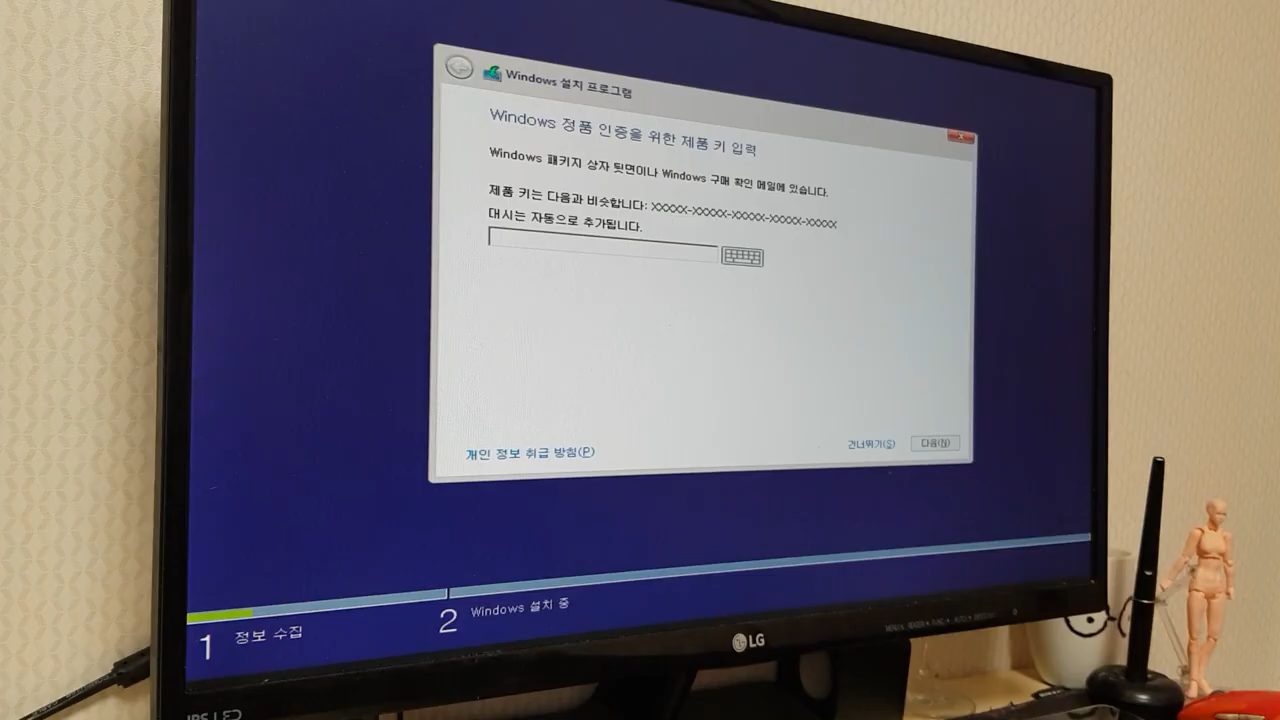 Windows 설치 프로그램
Windows 정품 인증을 위한 제품 키 입력
Windows 패키지 상자 뒷면이나 Windows 구매 확인 메일에 있습니다.
제품 키는 다음과 비슷합니다: XXXXX-XXXXX-XXXXX-XXXXX-XXXXX
대시는 자동으로 추가됩니다.
개인 정보 취급 방침(P)
건너뛰기(S)
다음(N)
1 정보 수집
2 Windows 설치 중
LG